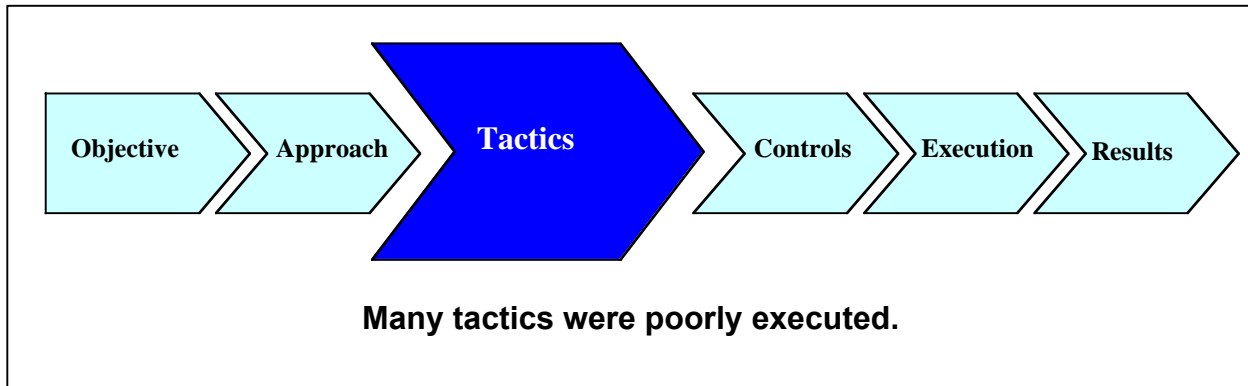 Objective
Approach
Tactics
Controls
Execution
Results
Many tactics were poorly executed.